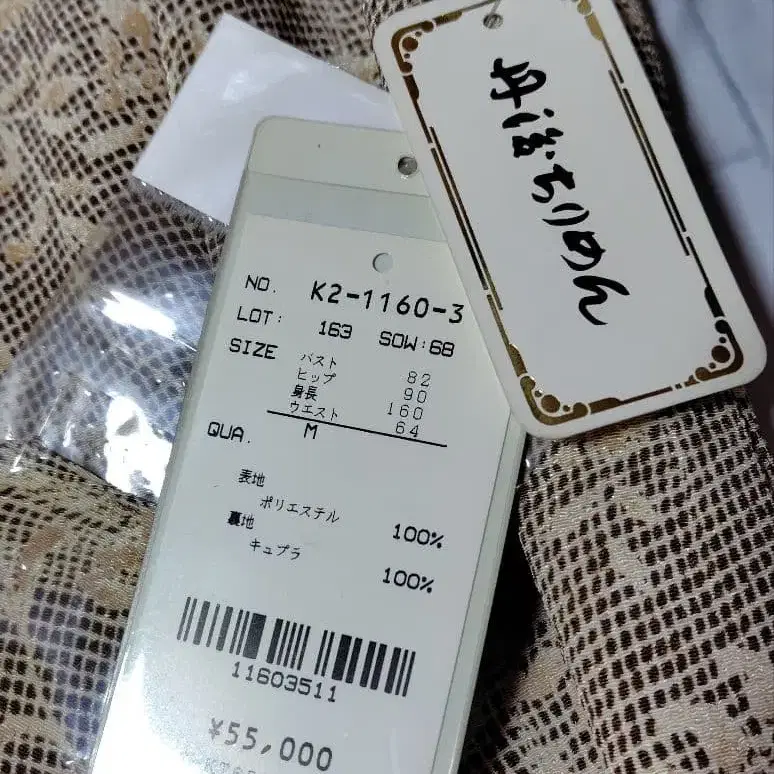 丹後ちりめん
NO. K2-1160-3
LOT: 163 SOW:68
SIZE バスト 82
ヒップ 90
身長 160
ウエスト 64
M
QUA.
表地
ポリエステル 100%
裏地
キュプラ 100%
11603511
¥55,000